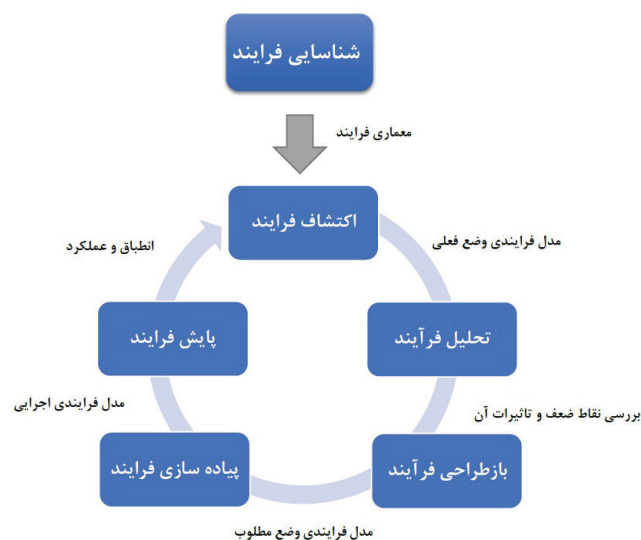 شناسایی فرایند
معماری فرایند
اکتشاف فرایند
مدل فرایندی وضع فعلی
تحلیل فرآیند
بررسی نقاط ضعف و تاثیرات آن
بازطراحی فرآیند
مدل فرایندی وضع مطلوب
پیاده سازی فرایند
مدل فرایندی اجرایی
پایش فرایند
انطباق و عملکرد